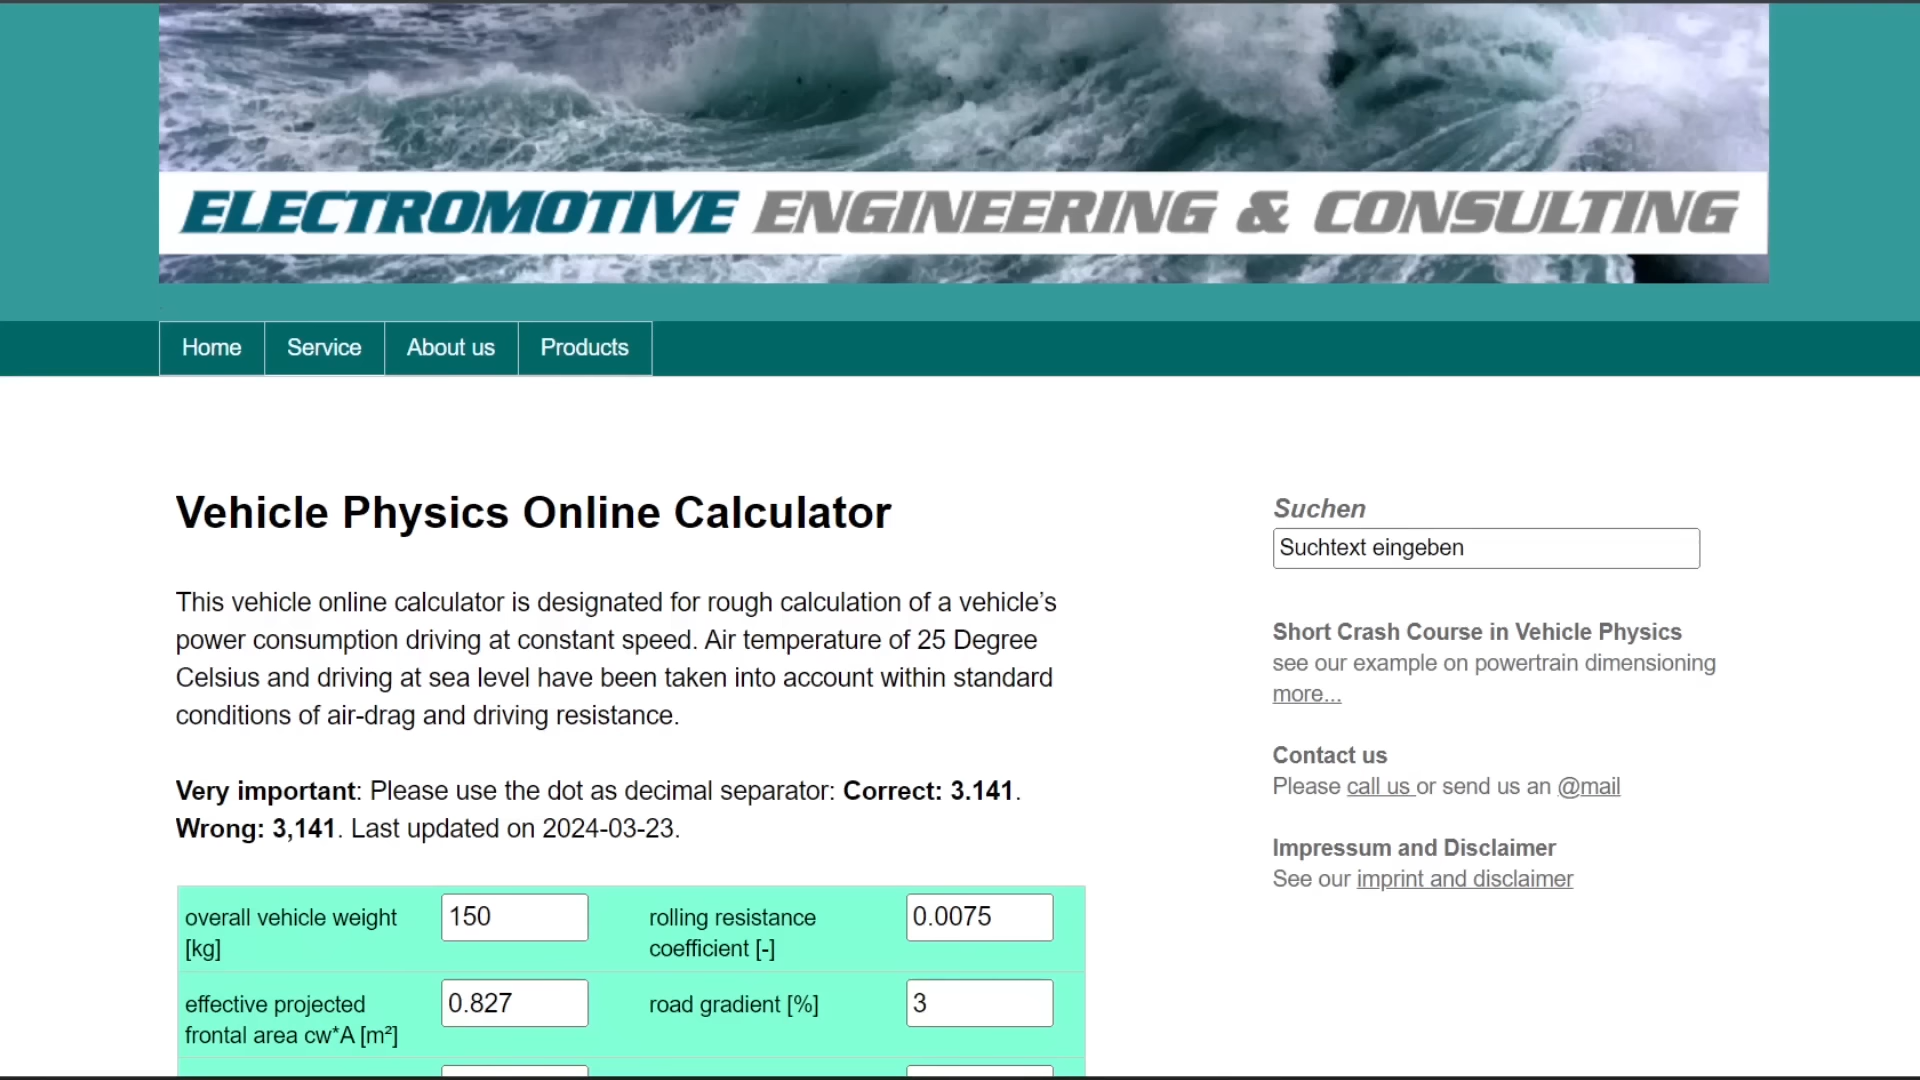 ELECTROMOTIVE ENGINEERING & CONSULTING
Home Service About us Products
Vehicle Physics Online Calculator
This vehicle online calculator is designated for rough calculation of a vehicle’s
power consumption driving at constant speed. Air temperature of 25 Degree
Celsius and driving at sea level have been taken into account within standard
conditions of air-drag and driving resistance.
Very important: Please use the dot as decimal separator: Correct: 3.141.
Wrong: 3,141. Last updated on 2024-03-23.
overall vehicle weight
[kg]
150
rolling resistance
coefficient [-]
0.0075
effective projected
frontal area cw*A [m²]
0.827
road gradient [%]
3
Suchen
Suchtext eingeben
Short Crash Course in Vehicle Physics
see our example on powertrain dimensioning
more...
Contact us
Please call us or send us an @mail
Impressum and Disclaimer
See our imprint and disclaimer